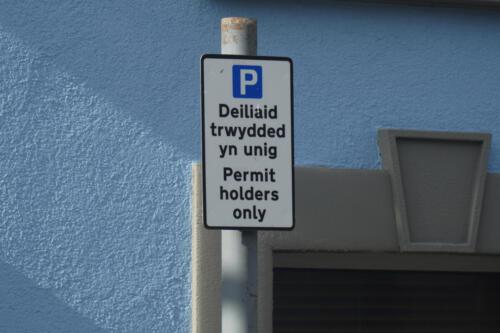 P
Deiliaid
trwydded
yn unig
Permit
holders
only